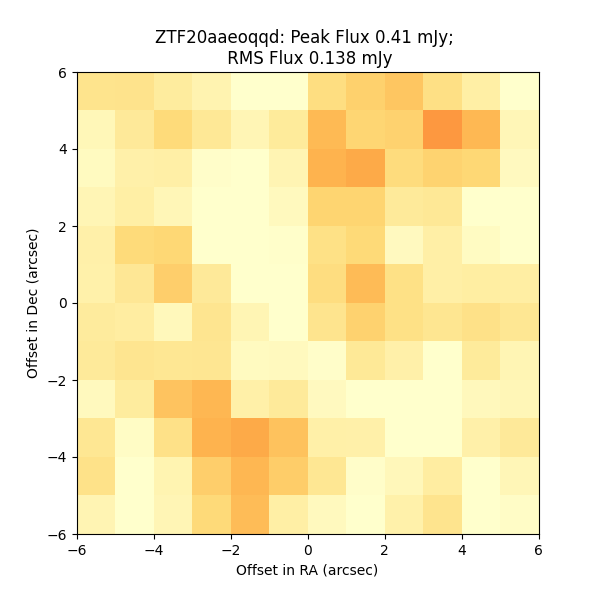 ZTF20aaeoqqd: Peak Flux 0.41 mJy;
RMS Flux 0.138 mJy
6
4
2
0
−2
−4
−6
Offset in Dec (arcsec)
−6 −4 −2 0 2 4 6
Offset in RA (arcsec)